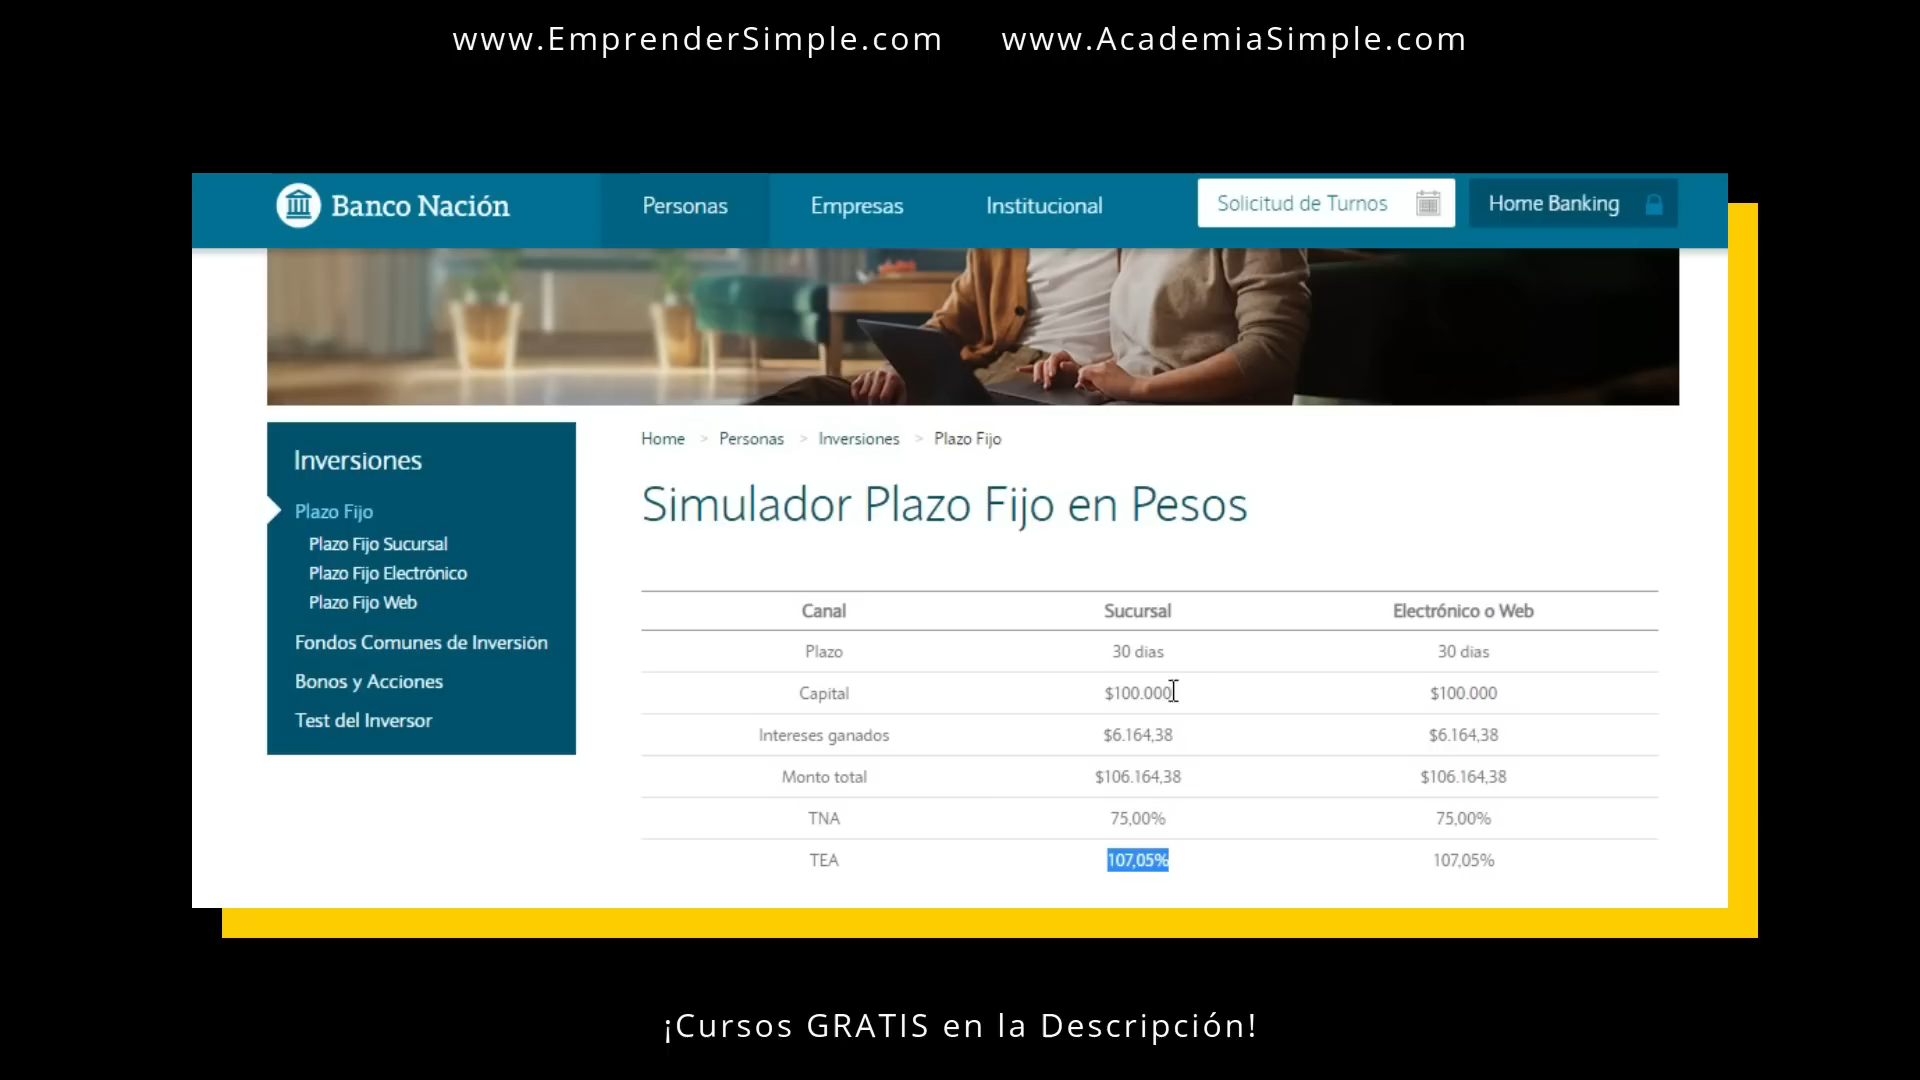 www.EmprenderSimple.com www.AcademiaSimple.com
Banco Nación Personas Empresas Institucional Solicitud de Turnos Home Banking
Home > Personas > Inversiones > Plazo Fijo
Inversiones
Plazo Fijo
Plazo Fijo Sucursal
Plazo Fijo Electrónico
Plazo Fijo Web
Fondos Comunes de Inversión
Bonos y Acciones
Test del Inversor
Simulador Plazo Fijo en Pesos
Canal Sucursal Electrónico o Web
Plazo 30 dias 30 dias
Capital $100.000 $100.000
Intereses ganados $6.164,38 $6.164,38
Monto total $106.164,38 $106.164,38
TNA 75,00% 75,00%
TEA 107,05% 107,05%
¡Cursos GRATIS en la Descripción!